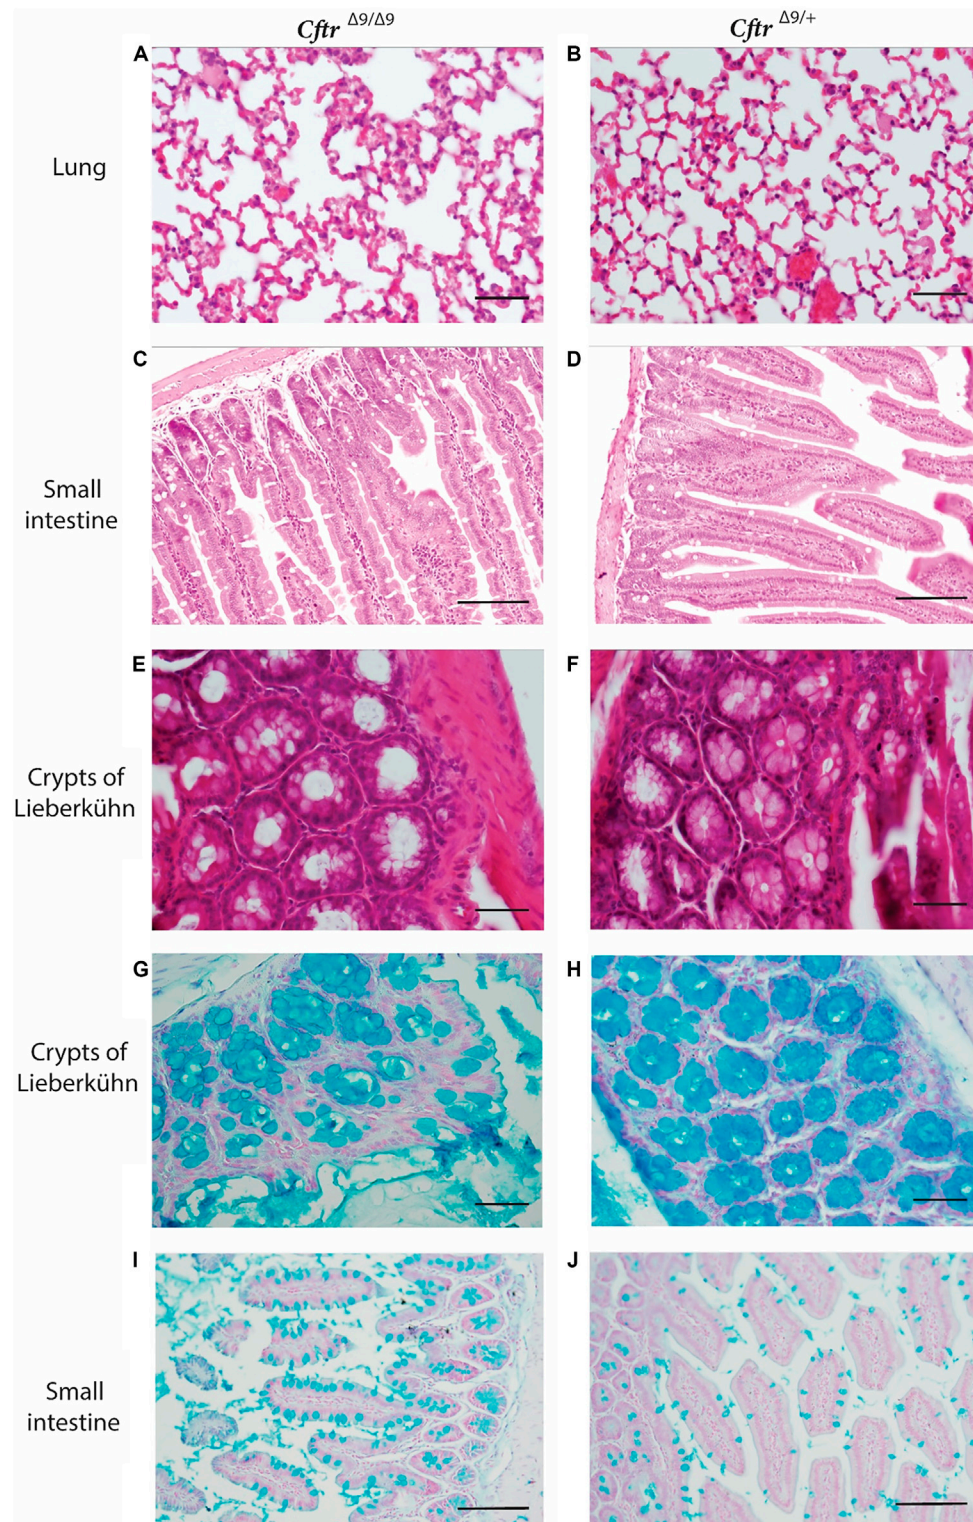 Cftr Δ9/Δ9
Cftr Δ9/+
A
B
Lung
C
D
Small
intestine
E
F
Crypts of
Lieberkühn
G
H
Crypts of
Lieberkühn
I
J
Small
intestine